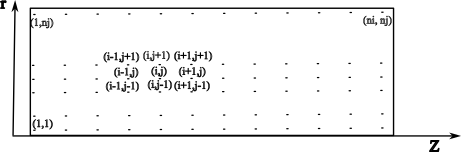 r
(1,nj) (ni, nj)
(i-1,j+1) (i,j+1) (i+1,j+1)
(i-1,j) (i,j) (i+1,j)
(i-1,j-1) (i,j-1) (i+1,j-1)
(1,1)
Z